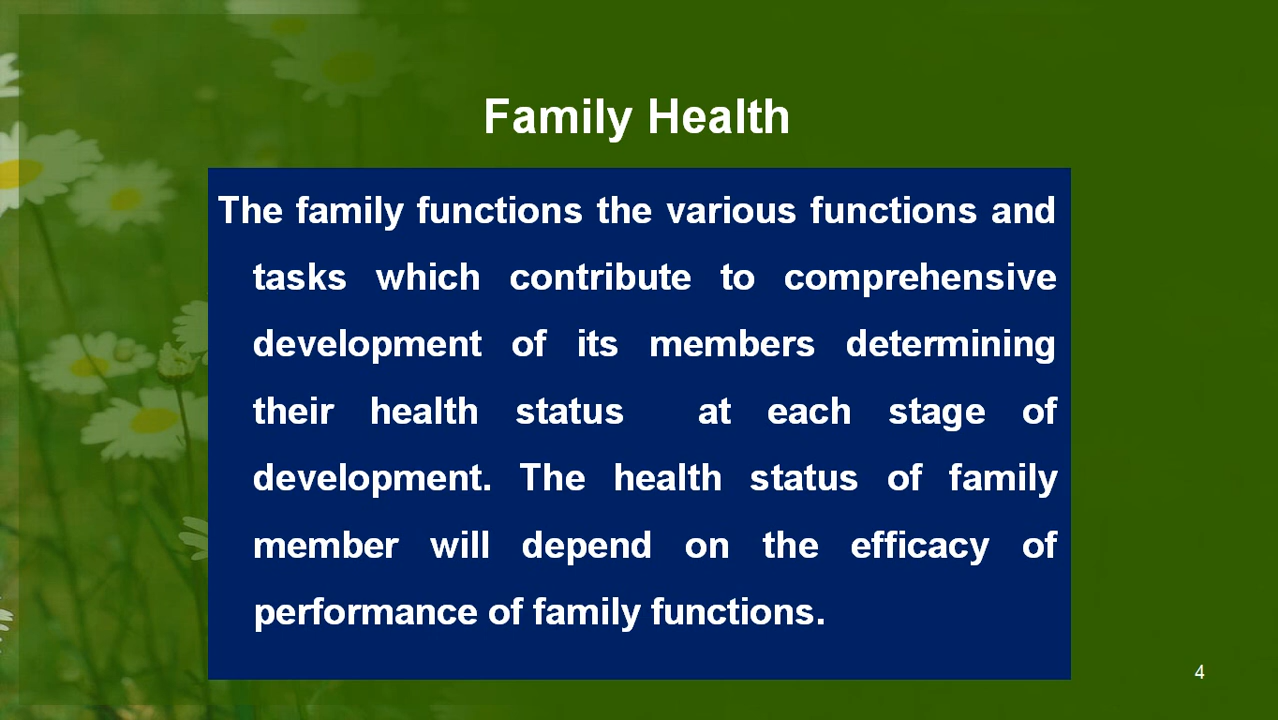 Family Health
The family functions the various functions and
tasks which contribute to comprehensive
development of its members determining
their health status at each stage of
development. The health status of family
member will depend on the efficacy of
performance of family functions.
4